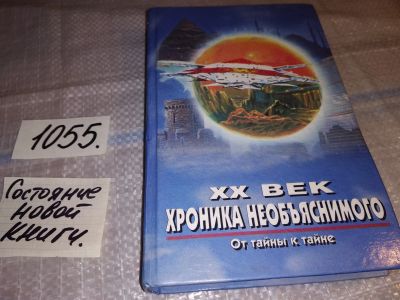 1055.
Состояние
новой
книги.
XX ВЕК
ХРОНИКА НЕОБЪЯСНИМОГО
От тайны к тайне